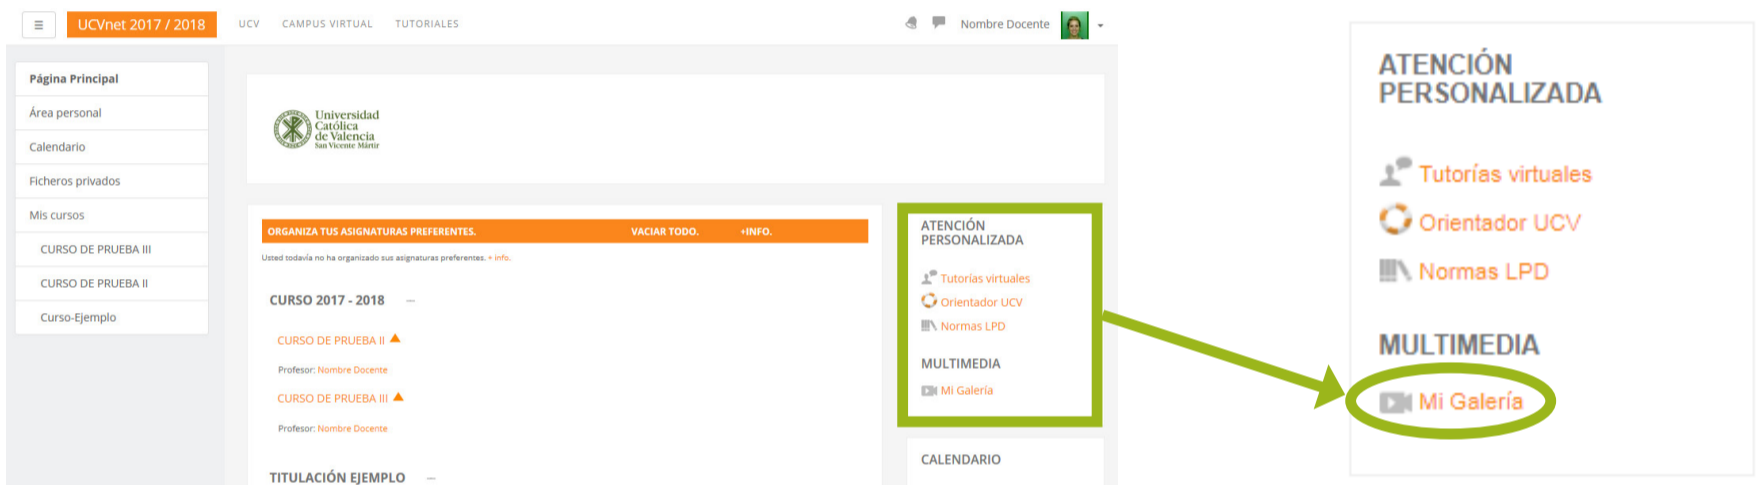 UCVnet 2017 / 2018
UCV CAMPUS VIRTUAL TUTORIALES
Nombre Docente
Página Principal
Área personal
Calendario
Ficheros privados
Mis cursos
CURSO DE PRUEBA III
CURSO DE PRUEBA II
Curso-Ejemplo
Universidad
Católica
de Valencia
San Vicente Mártir
ORGANIZA TUS ASIGNATURAS PREFERENTES. VACIAR TODO. +INFO.
Usted todavía no ha organizado sus asignaturas preferentes. + info.
CURSO 2017 - 2018
CURSO DE PRUEBA II
Profesor: Nombre Docente
CURSO DE PRUEBA III
Profesor: Nombre Docente
TITULACIÓN EJEMPLO
ATENCIÓN
PERSONALIZADA
Tutorías virtuales
Orientador UCV
Normas LPD
MULTIMEDIA
Mi Galería
CALENDARIO
ATENCIÓN
PERSONALIZADA
Tutorías virtuales
Orientador UCV
Normas LPD
MULTIMEDIA
Mi Galería